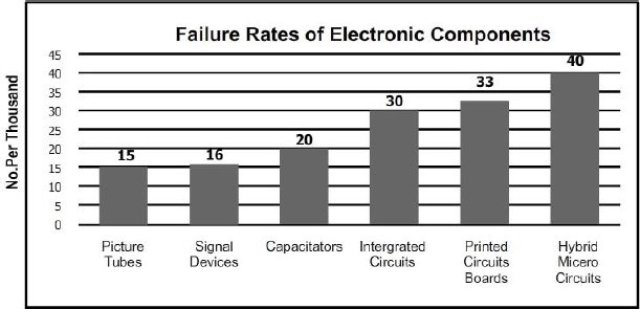 Failure Rates of Electronic Components
No.Per Thousand
45
40
35
30
25
20
15
10
5
0
15
16
20
30
33
40
Picture
Tubes
Signal
Devices
Capacitators
Intergrated
Circuits
Printed
Circuits
Boards
Hybrid
Micero
Circuits